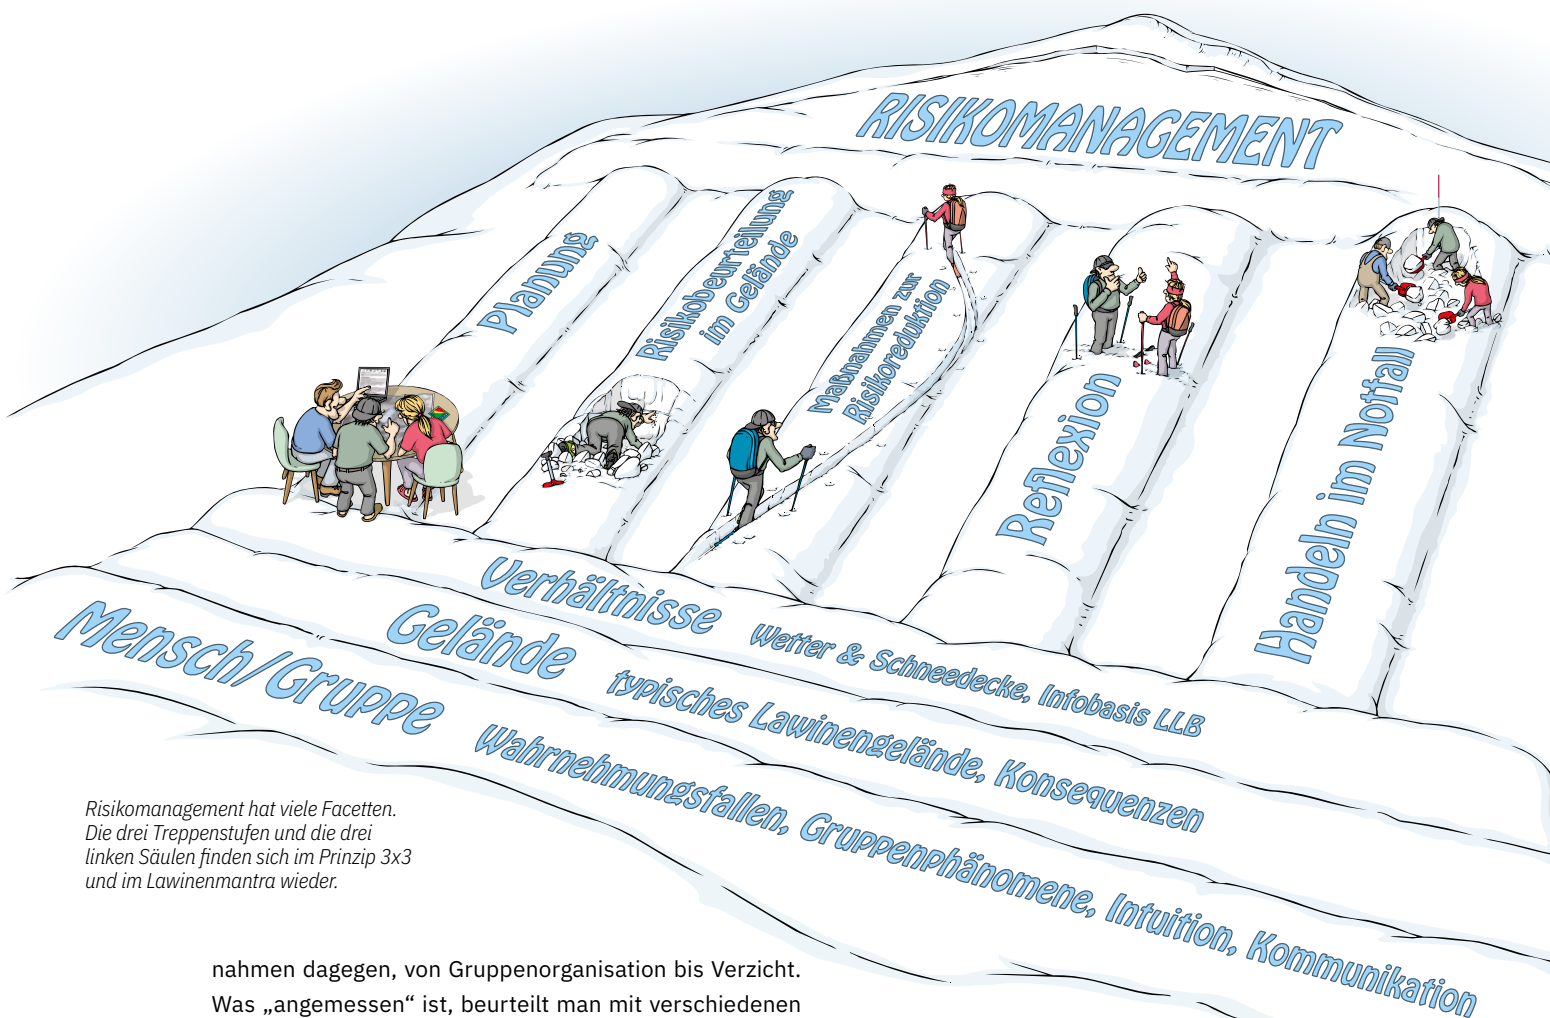 RISIKOMANAGEMENT
Planung
Risikobeurteilung
im Gelände
Maßnahmen zur
Risikoreduktion
Reflexion
Handeln im Notfall
Verhältnisse Wetter & Schneedecke, Infobasis LLB
Gelände typisches Lawinengelände, Konsequenzen
Mensch/Gruppe Wahrnehmungsfallen, Gruppenphänomene, Intuition, Kommunikation
Risikomanagement hat viele Facetten.
Die drei Treppenstufen und die drei
linken Säulen finden sich im Prinzip 3x3
und im Lawinenmantra wieder.
nahmen dagegen, von Gruppenorganisation bis Verzicht.
Was „angemessen“ ist, beurteilt man mit verschiedenen